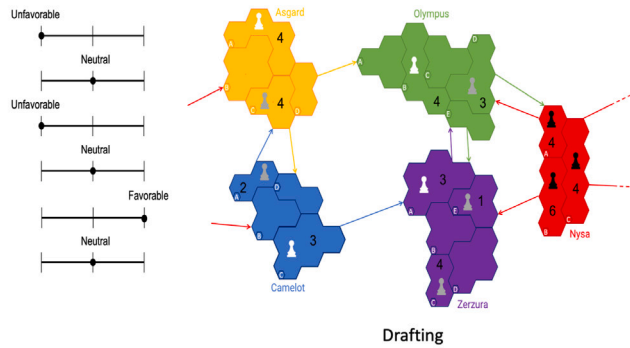 Unfavorable
Neutral
Unfavorable
Neutral
Favorable
Neutral
Asgard
4
A
B
C
4
D
Olympus
D
A
C
B
4
3
E
2
A
D
B
3
C
Camelot
3
A
1
E
B
4
C
D
Zerzura
4
A
4
6
C
B
Nysa
Drafting